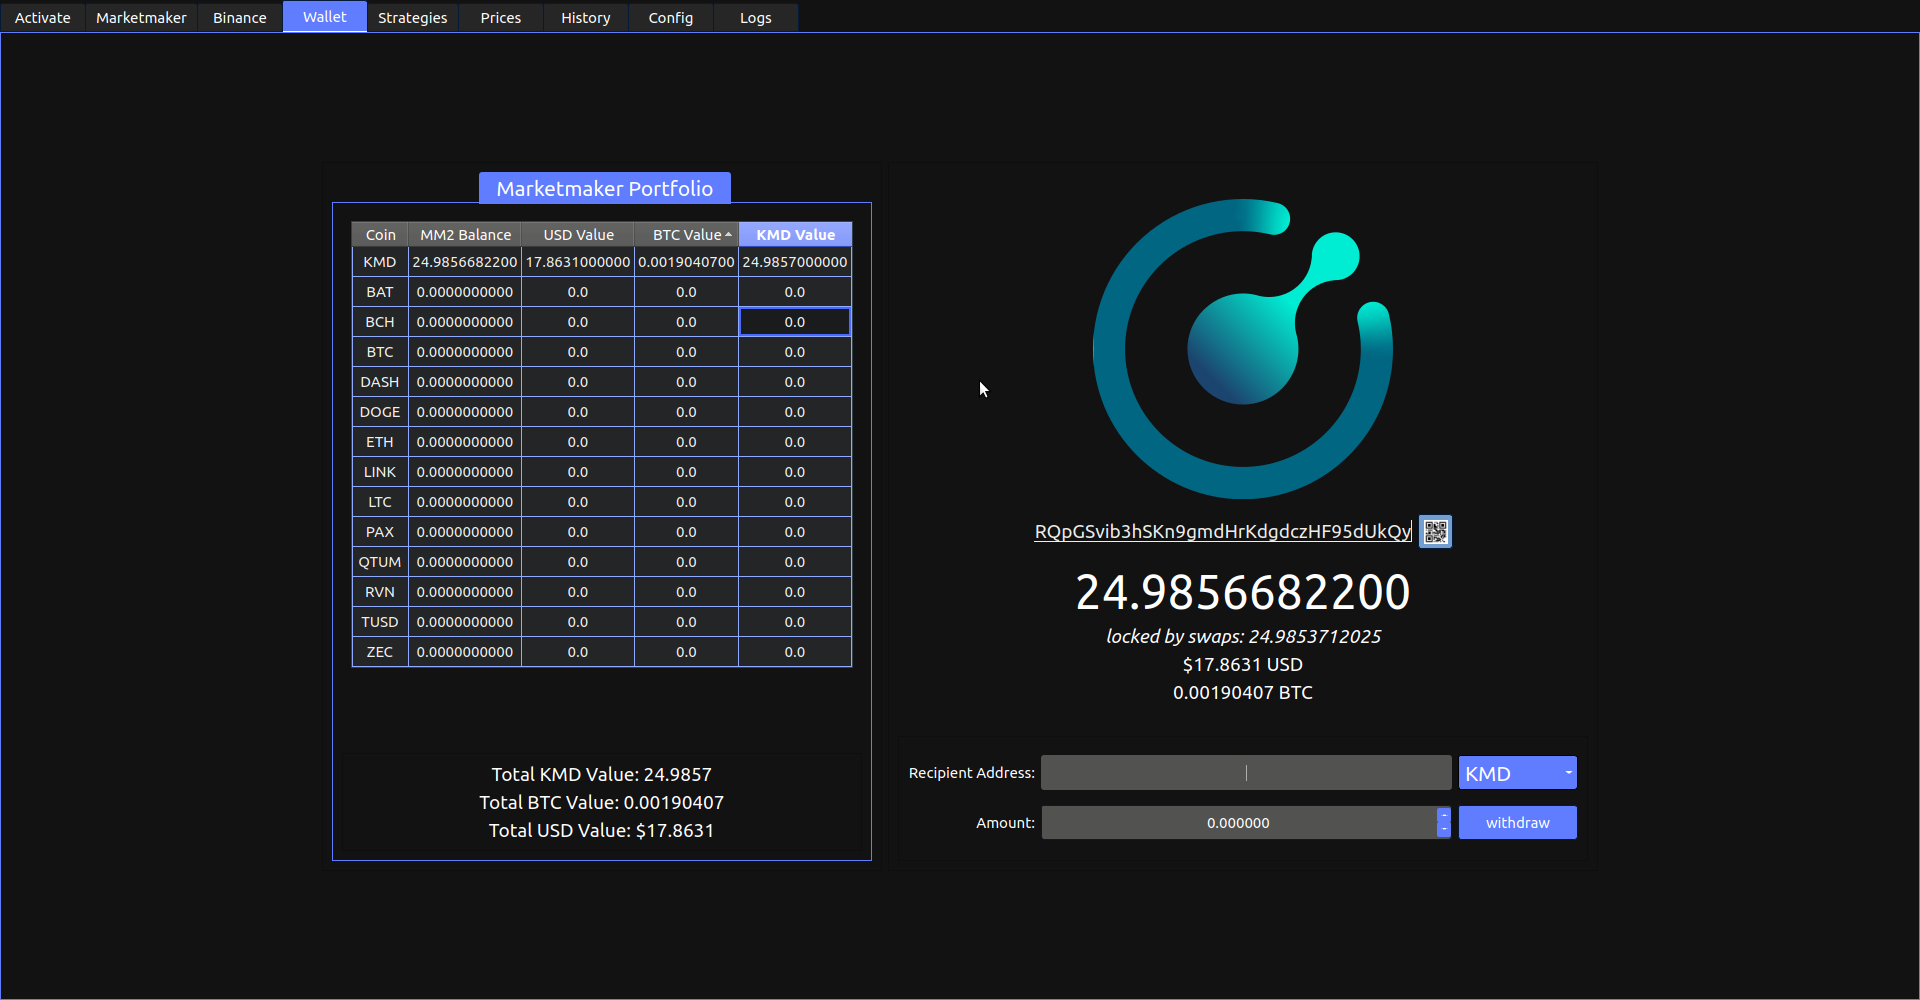 Activate Marketmaker Binance Wallet Strategies Prices History Config Logs
Marketmaker Portfolio
Coin MM2 Balance USD Value BTC Value KMD Value
KMD 24.9856682200 17.8631000000 0.0019040700 24.9857000000
BAT 0.0000000000 0.0 0.0 0.0
BCH 0.0000000000 0.0 0.0 0.0
BTC 0.0000000000 0.0 0.0 0.0
DASH 0.0000000000 0.0 0.0 0.0
DOGE 0.0000000000 0.0 0.0 0.0
ETH 0.0000000000 0.0 0.0 0.0
LINK 0.0000000000 0.0 0.0 0.0
LTC 0.0000000000 0.0 0.0 0.0
PAX 0.0000000000 0.0 0.0 0.0
QTUM 0.0000000000 0.0 0.0 0.0
RVN 0.0000000000 0.0 0.0 0.0
TUSD 0.0000000000 0.0 0.0 0.0
ZEC 0.0000000000 0.0 0.0 0.0
Total KMD Value: 24.9857
Total BTC Value: 0.00190407
Total USD Value: $17.8631
RQpGSvib3hSKn9gmdHrKdgdczHF95dUkQy
24.9856682200
locked by swaps: 24.9853712025
$17.8631 USD
0.00190407 BTC
Recipient Address: KMD
Amount: 0.000000 withdraw